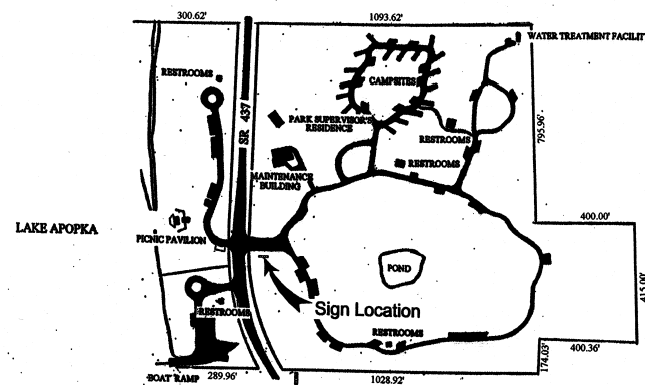 300.62'
1093.62'
WATER TREATMENT FACILIT
RESTROOMS
CAMPSITES
SR 437
PARK SUPERVISOR'S
RESIDENCE
RESTROOMS
795.96'
RESTROOMS
MAINTENANCE
BUILDING
400.00'
LAKE APOPKA
PICNIC PAVILION
POND
415.00'
Sign Location
RESTROOMS
RESTROOMS
174.03'
400.36'
BOAT RAMP
289.96'
1028.92'